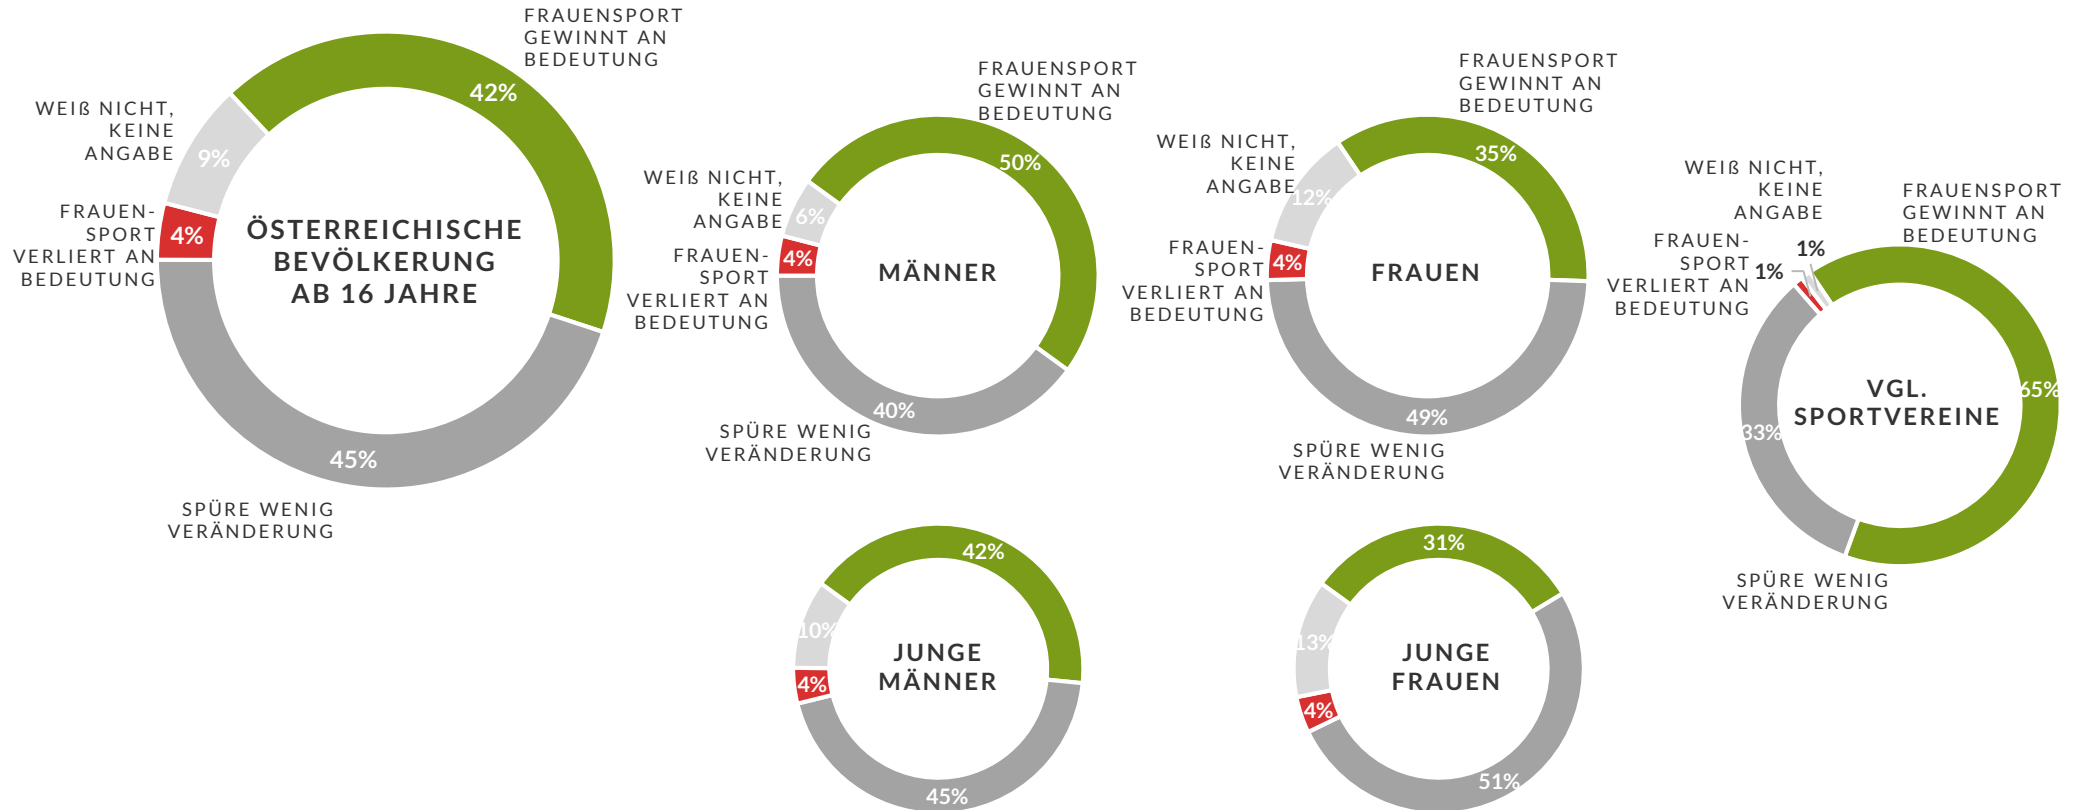 FRAUENSPORT
GEWINNT AN
BEDEUTUNG
42%
WEIß NICHT,
KEINE
ANGABE
9%
FRAUEN-
SPORT
VERLIERT AN
BEDEUTUNG
4%
ÖSTERREICHISCHE
BEVÖLKERUNG
AB 16 JAHRE
45%
SPÜRE WENIG
VERÄNDERUNG
FRAUENSPORT
GEWINNT AN
BEDEUTUNG
50%
WEIß NICHT,
KEINE
ANGABE
6%
FRAUEN-
SPORT
VERLIERT AN
BEDEUTUNG
4%
MÄNNER
40%
SPÜRE WENIG
VERÄNDERUNG
FRAUENSPORT
GEWINNT AN
BEDEUTUNG
35%
WEIß NICHT,
KEINE
ANGABE
12%
FRAUEN-
SPORT
VERLIERT AN
BEDEUTUNG
4%
FRAUEN
49%
SPÜRE WENIG
VERÄNDERUNG
WEIß NICHT,
KEINE
ANGABE
1%
FRAUENSPORT
GEWINNT AN
BEDEUTUNG
65%
FRAUEN-
SPORT
VERLIERT AN
BEDEUTUNG
1%
VGL.
SPORTVEREINE
33%
SPÜRE WENIG
VERÄNDERUNG
42%
10%
4%
JUNGE
MÄNNER
45%
31%
13%
4%
JUNGE
FRAUEN
51%